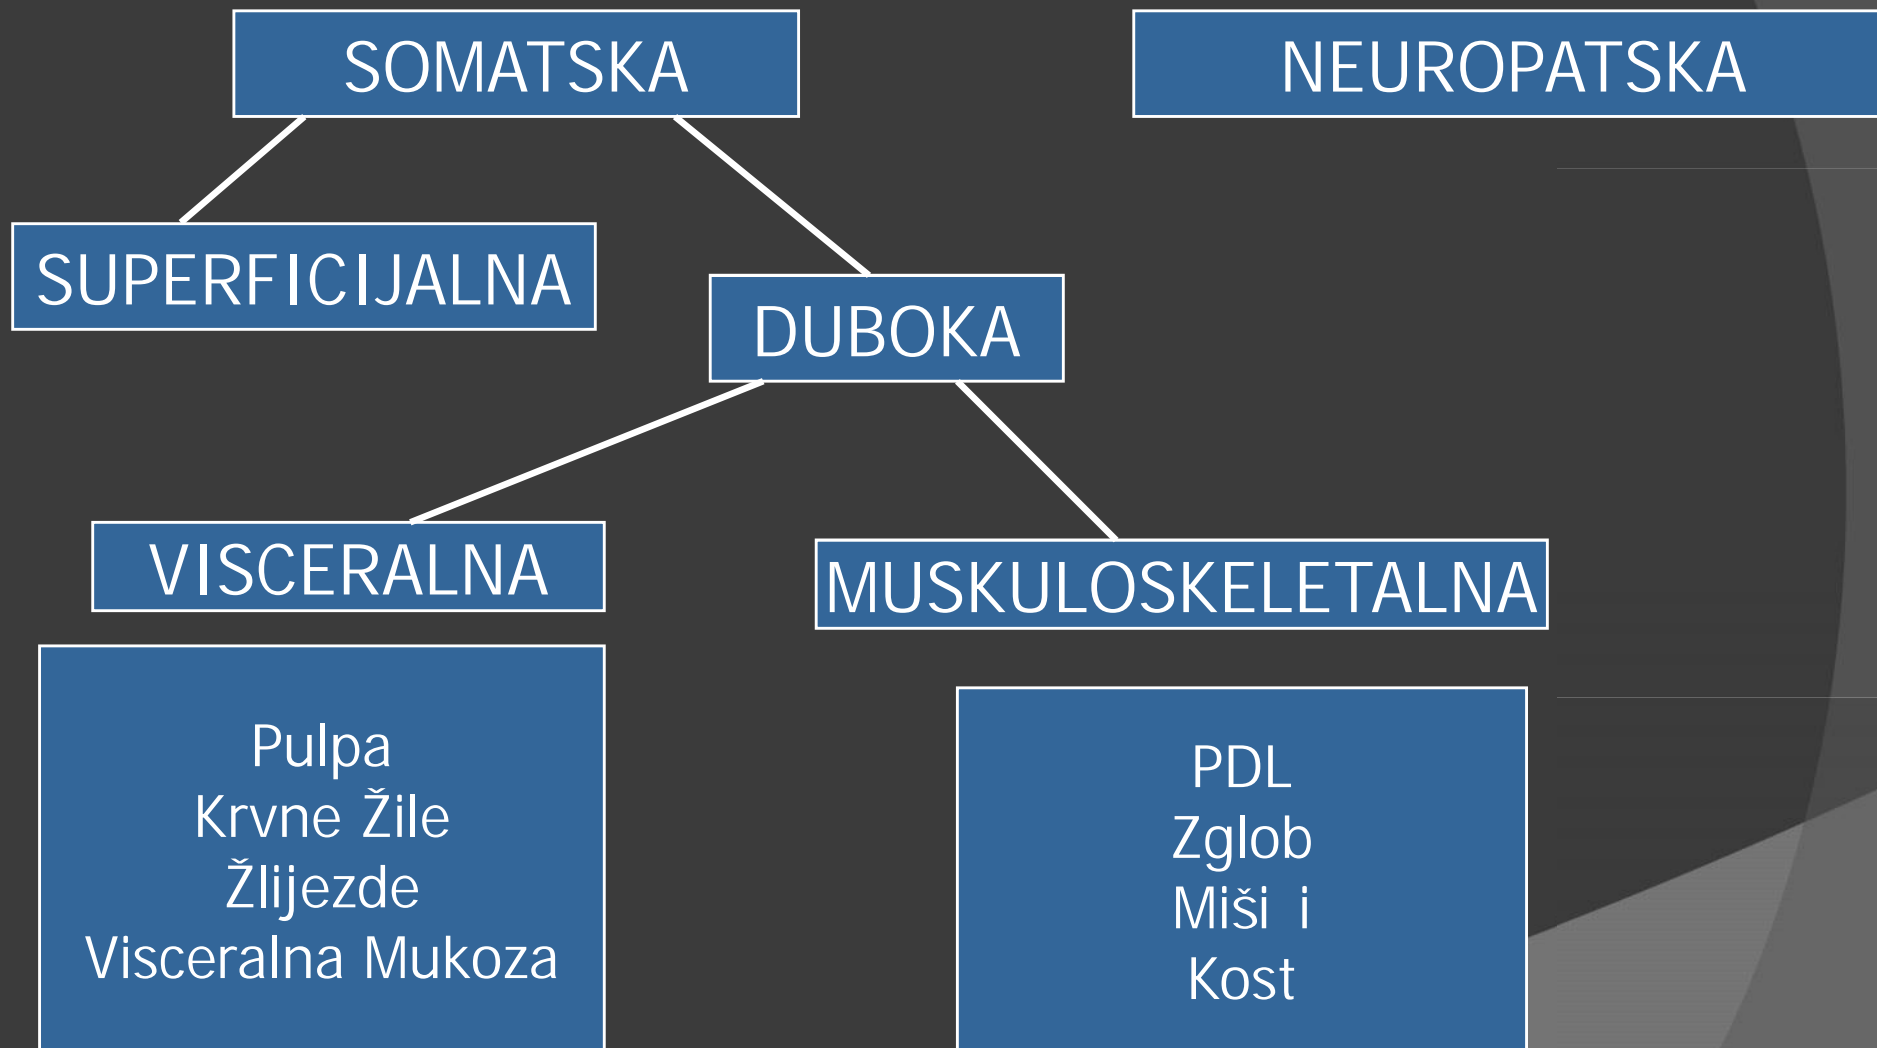 SOMATSKA
NEUROPATSKA
SUPERFICIJALNA
DUBOKA
VISCERALNA
MUSKULOSKELETALNA
Pulpa
Krvne Žile
Žlijezde
Visceralna Mukoza
PDL
Zglob
Miši i
Kost